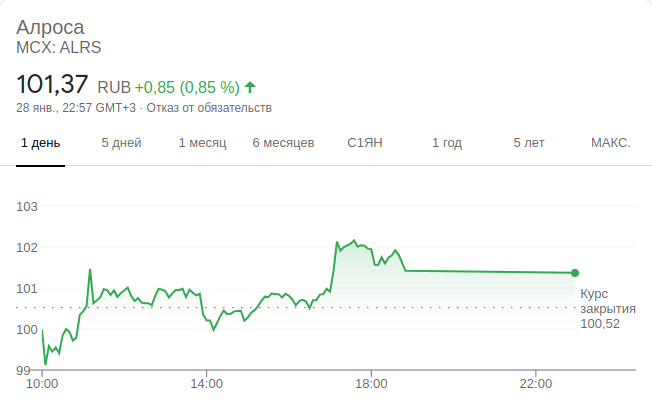 Алроса
MCX: ALRS
101,37 RUB +0,85 (0,85 %)
28 янв., 22:57 GMT+3 · Отказ от обязательств
1 день 5 дней 1 месяц 6 месяцев С1ЯН 1 год 5 лет МАКС.
103
102
101
100
99
Курс
закрытия
100,52
10:00 14:00 18:00 22:00